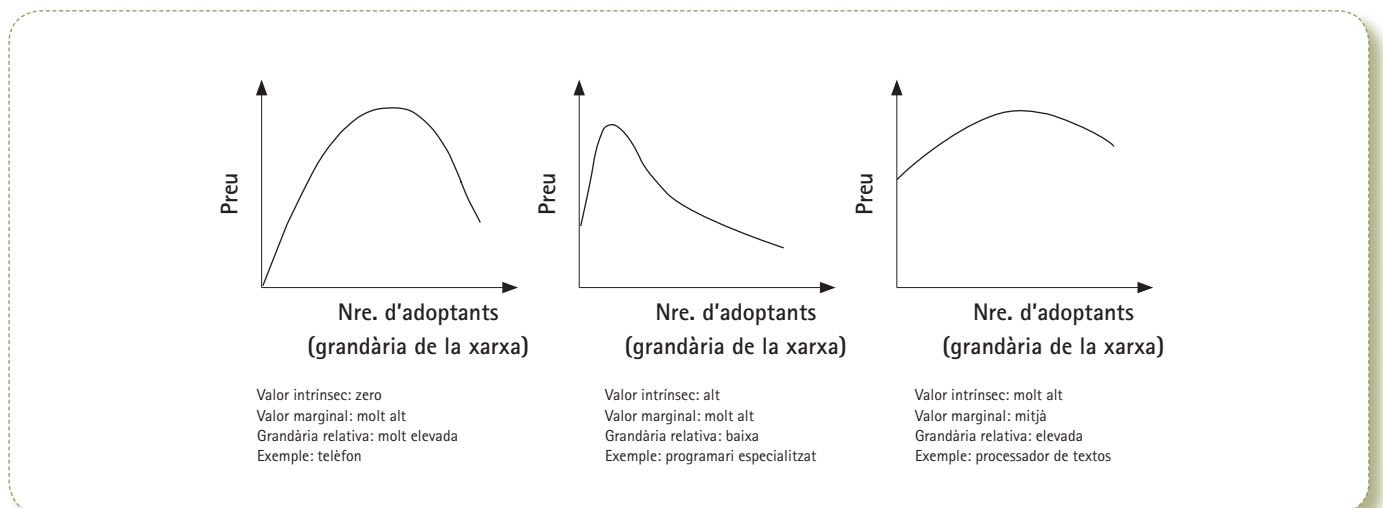 Preu
Nre. d'adoptants
(grandària de la xarxa)
Valor intrínsec: zero
Valor marginal: molt alt
Grandària relativa: molt elevada
Exemple: telèfon
Preu
Nre. d'adoptants
(grandària de la xarxa)
Valor intrínsec: alt
Valor marginal: molt alt
Grandària relativa: baixa
Exemple: programari especialitzat
Preu
Nre. d'adoptants
(grandària de la xarxa)
Valor intrínsec: molt alt
Valor marginal: mitjà
Grandària relativa: elevada
Exemple: processador de textos